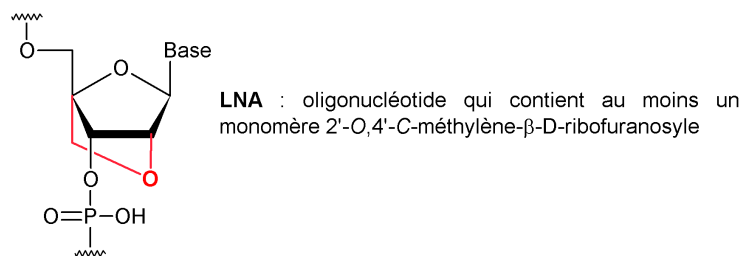 Base
O
O
LNA : oligonucléotide qui contient au moins un
monomère 2'-O,4'-C-méthylène-β-D-ribofuranosyle
O
O
O=P-OH